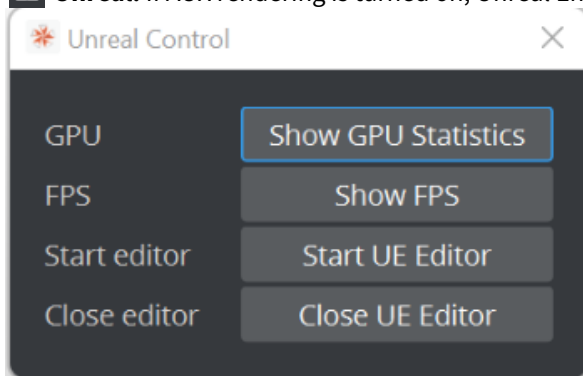 Unreal Control
GPU Show GPU Statistics
FPS Show FPS
Start editor Start UE Editor
Close editor Close UE Editor